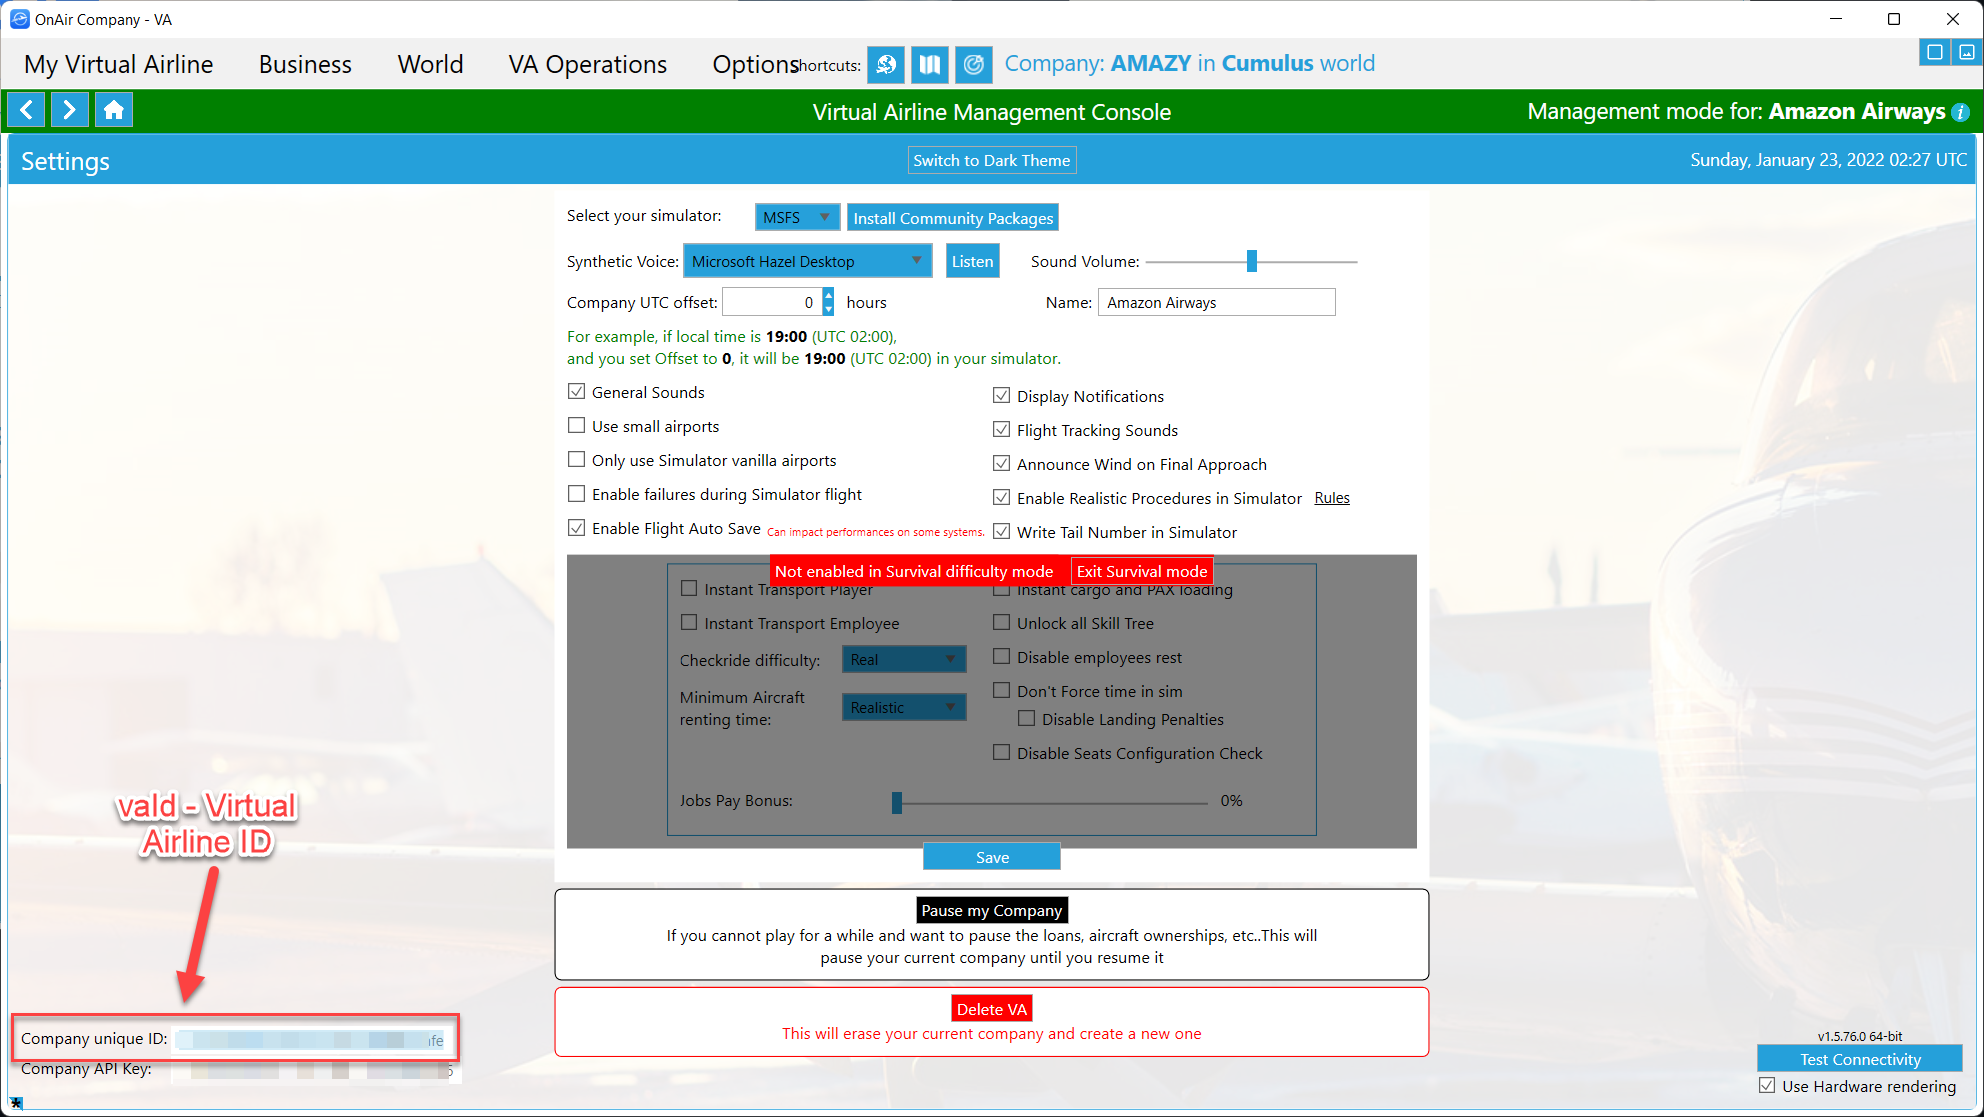 OnAir Company - VA
My Virtual Airline Business World VA Operations Options hortcuts: Company: AMAZY in Cumulus world
Virtual Airline Management Console Management mode for: Amazon Airways i
Settings Switch to Dark Theme Sunday, January 23, 2022 02:27 UTC
Select your simulator: MSFS Install Community Packages
Synthetic Voice: Microsoft Hazel Desktop Listen Sound Volume:
Company UTC offset: 0 hours Name: Amazon Airways
For example, if local time is 19:00 (UTC 02:00),
and you set Offset to 0, it will be 19:00 (UTC 02:00) in your simulator.
General Sounds Display Notifications
Use small airports Flight Tracking Sounds
Only use Simulator vanilla airports Announce Wind on Final Approach
Enable failures during Simulator flight Enable Realistic Procedures in Simulator Rules
Enable Flight Auto Save Can impact performances on some systems. Write Tail Number in Simulator
Not enabled in Survival difficulty mode Exit Survival mode
Instant Transport Player Instant cargo and PAX loading
Instant Transport Employee Unlock all Skill Tree
Checkride difficulty: Real Disable employees rest
Minimum Aircraft Don't Force time in sim
renting time: Realistic Disable Landing Penalties
Disable Seats Configuration Check
Jobs Pay Bonus: 0%
Save
vaId - Virtual
Airline ID
Pause my Company
If you cannot play for a while and want to pause the loans, aircraft ownerships, etc..This will
pause your current company until you resume it
Delete VA
This will erase your current company and create a new one
Company unique ID: fe
Company API Key:
v1.5.76.0 64-bit
Test Connectivity
Use Hardware rendering